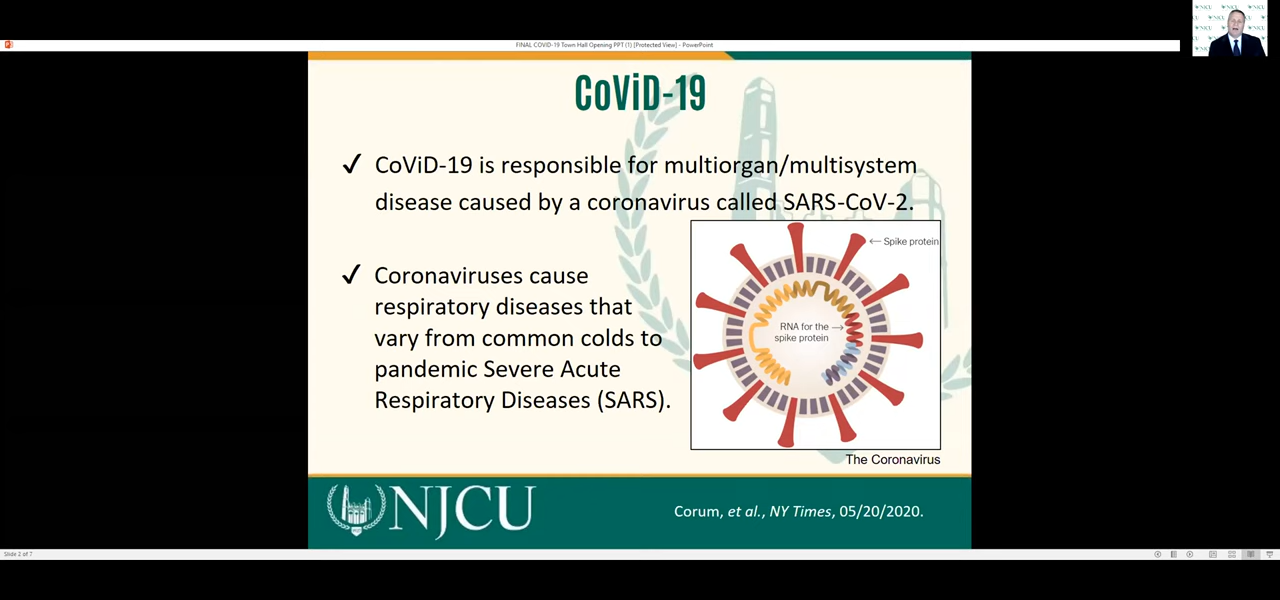 FINAL COVID-19 Town Hall Opening PPT (1) [Protected View] - PowerPoint
NJCU
CoViD-19
✓ CoViD-19 is responsible for multiorgan/multisystem
disease caused by a coronavirus called SARS-CoV-2.
✓ Coronaviruses cause
respiratory diseases that
vary from common colds to
pandemic Severe Acute
Respiratory Diseases (SARS).
← Spike protein
RNA for the →
spike protein
The Coronavirus
NJCU
Corum, et al., NY Times, 05/20/2020.
Slide 2 of 7